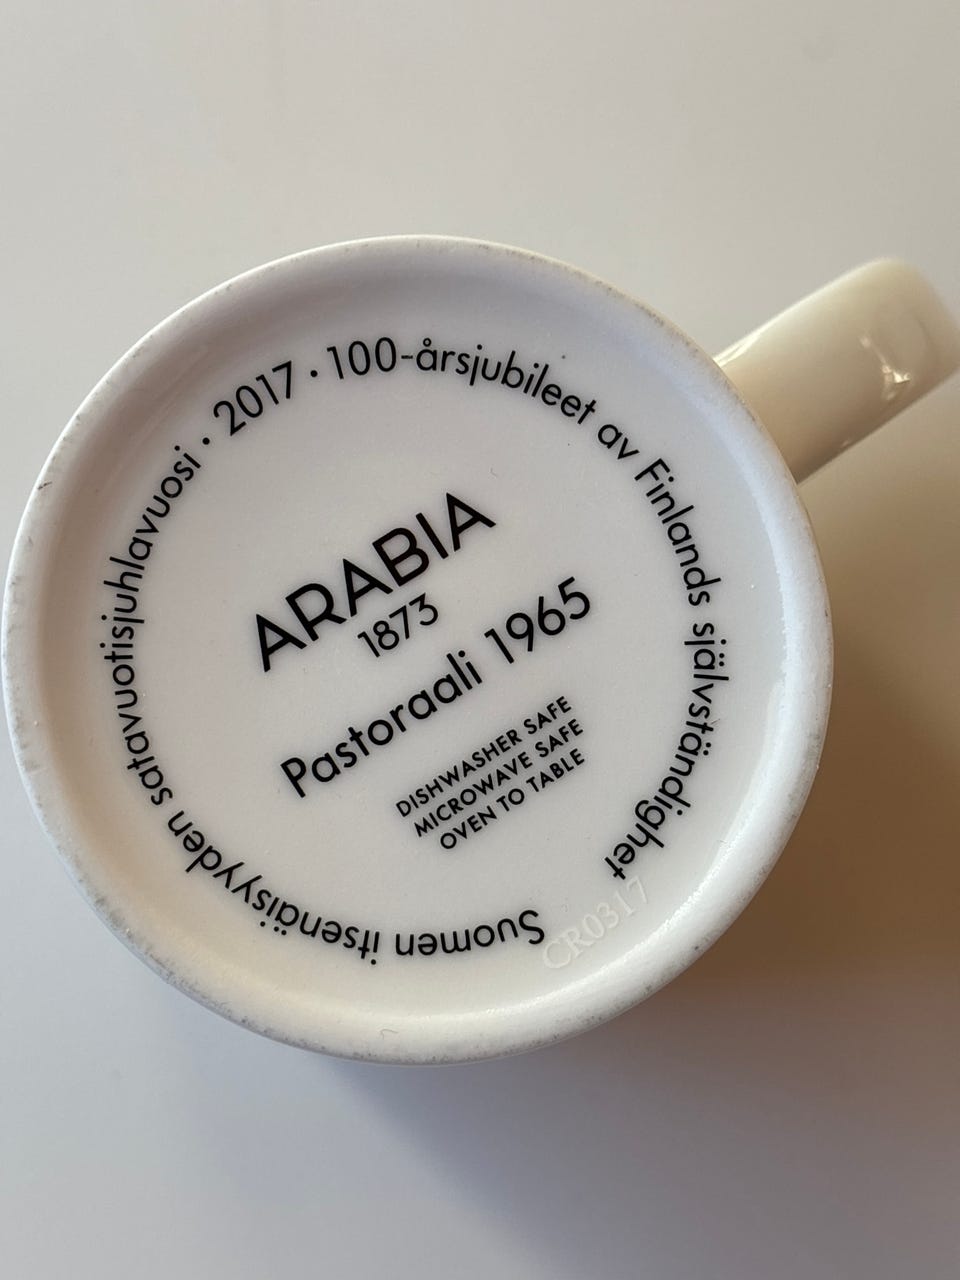 Suomen itsenäisyyden satavuotisjuhlavuosi · 2017 · 100-årsjubileet av Finlands självständighet
ARABIA
1873
Pastoraali 1965
DISHWASHER SAFE
MICROWAVE SAFE
OVEN TO TABLE
CR0317